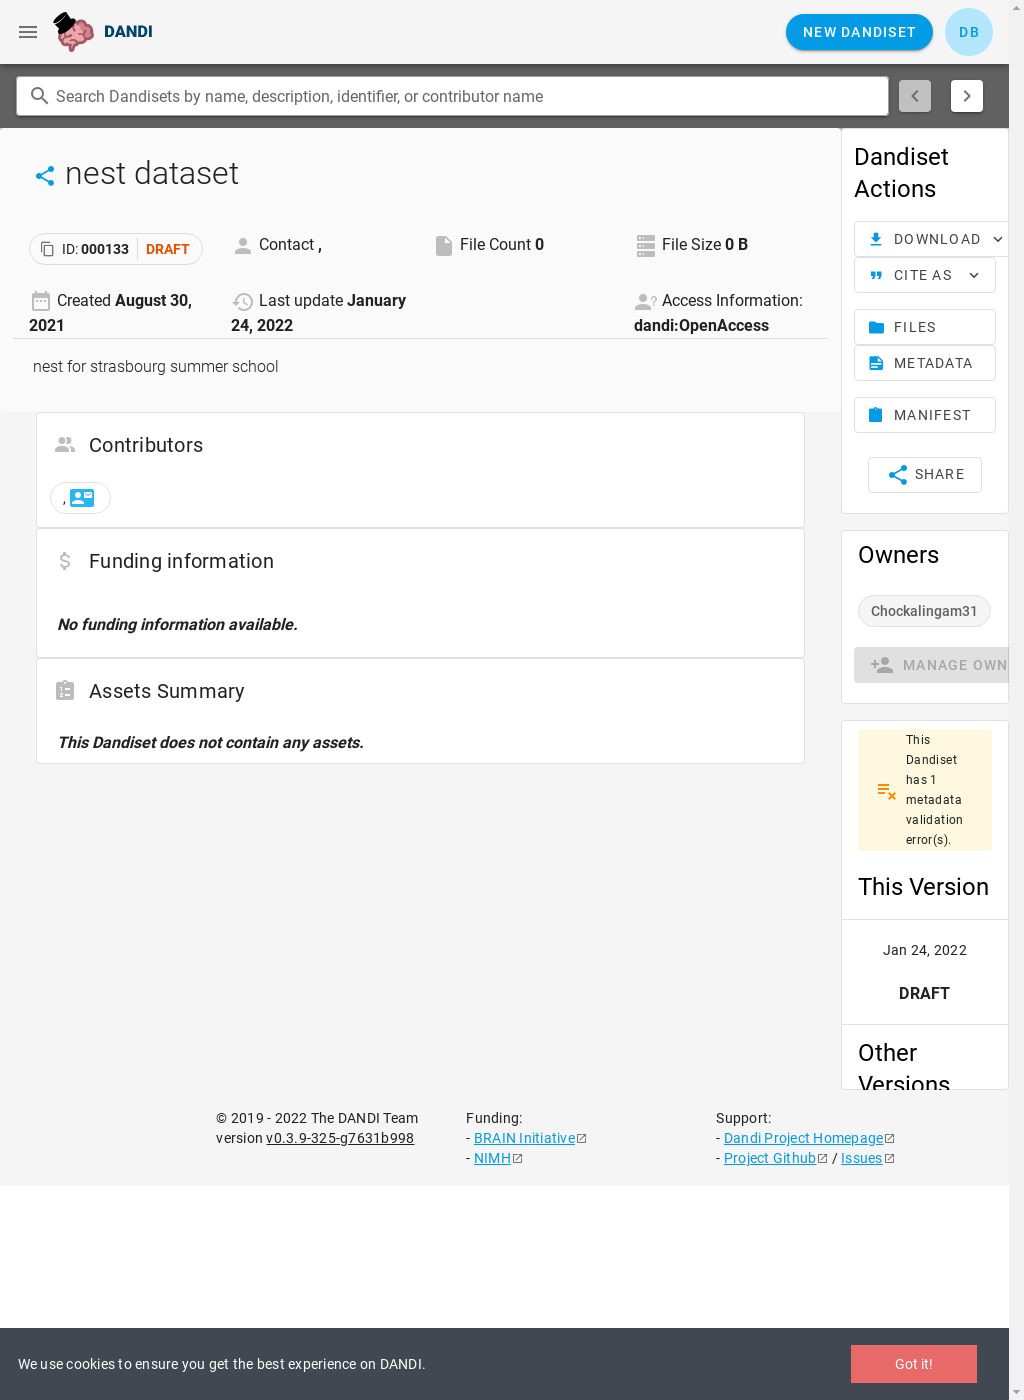 DANDI
NEW DANDISET
DB
Search Dandisets by name, description, identifier, or contributor name
nest dataset
ID: 000133
DRAFT
Contact ,
File Count 0
File Size 0 B
Created August 30,
2021
Last update January
24, 2022
Access Information:
dandi:OpenAccess
nest for strasbourg summer school
Contributors
,
Funding information
No funding information available.
Assets Summary
This Dandiset does not contain any assets.
Dandiset
Actions
DOWNLOAD
CITE AS
FILES
METADATA
MANIFEST
SHARE
Owners
Chockalingam31
MANAGE OWN
This
Dandiset
has 1
metadata
validation
error(s).
This Version
Jan 24, 2022
DRAFT
Other
Versions
© 2019 - 2022 The DANDI Team
version v0.3.9-325-g7631b998
Funding:
- BRAIN Initiative
- NIMH
Support:
- Dandi Project Homepage
- Project Github / Issues
We use cookies to ensure you get the best experience on DANDI.
Got it!